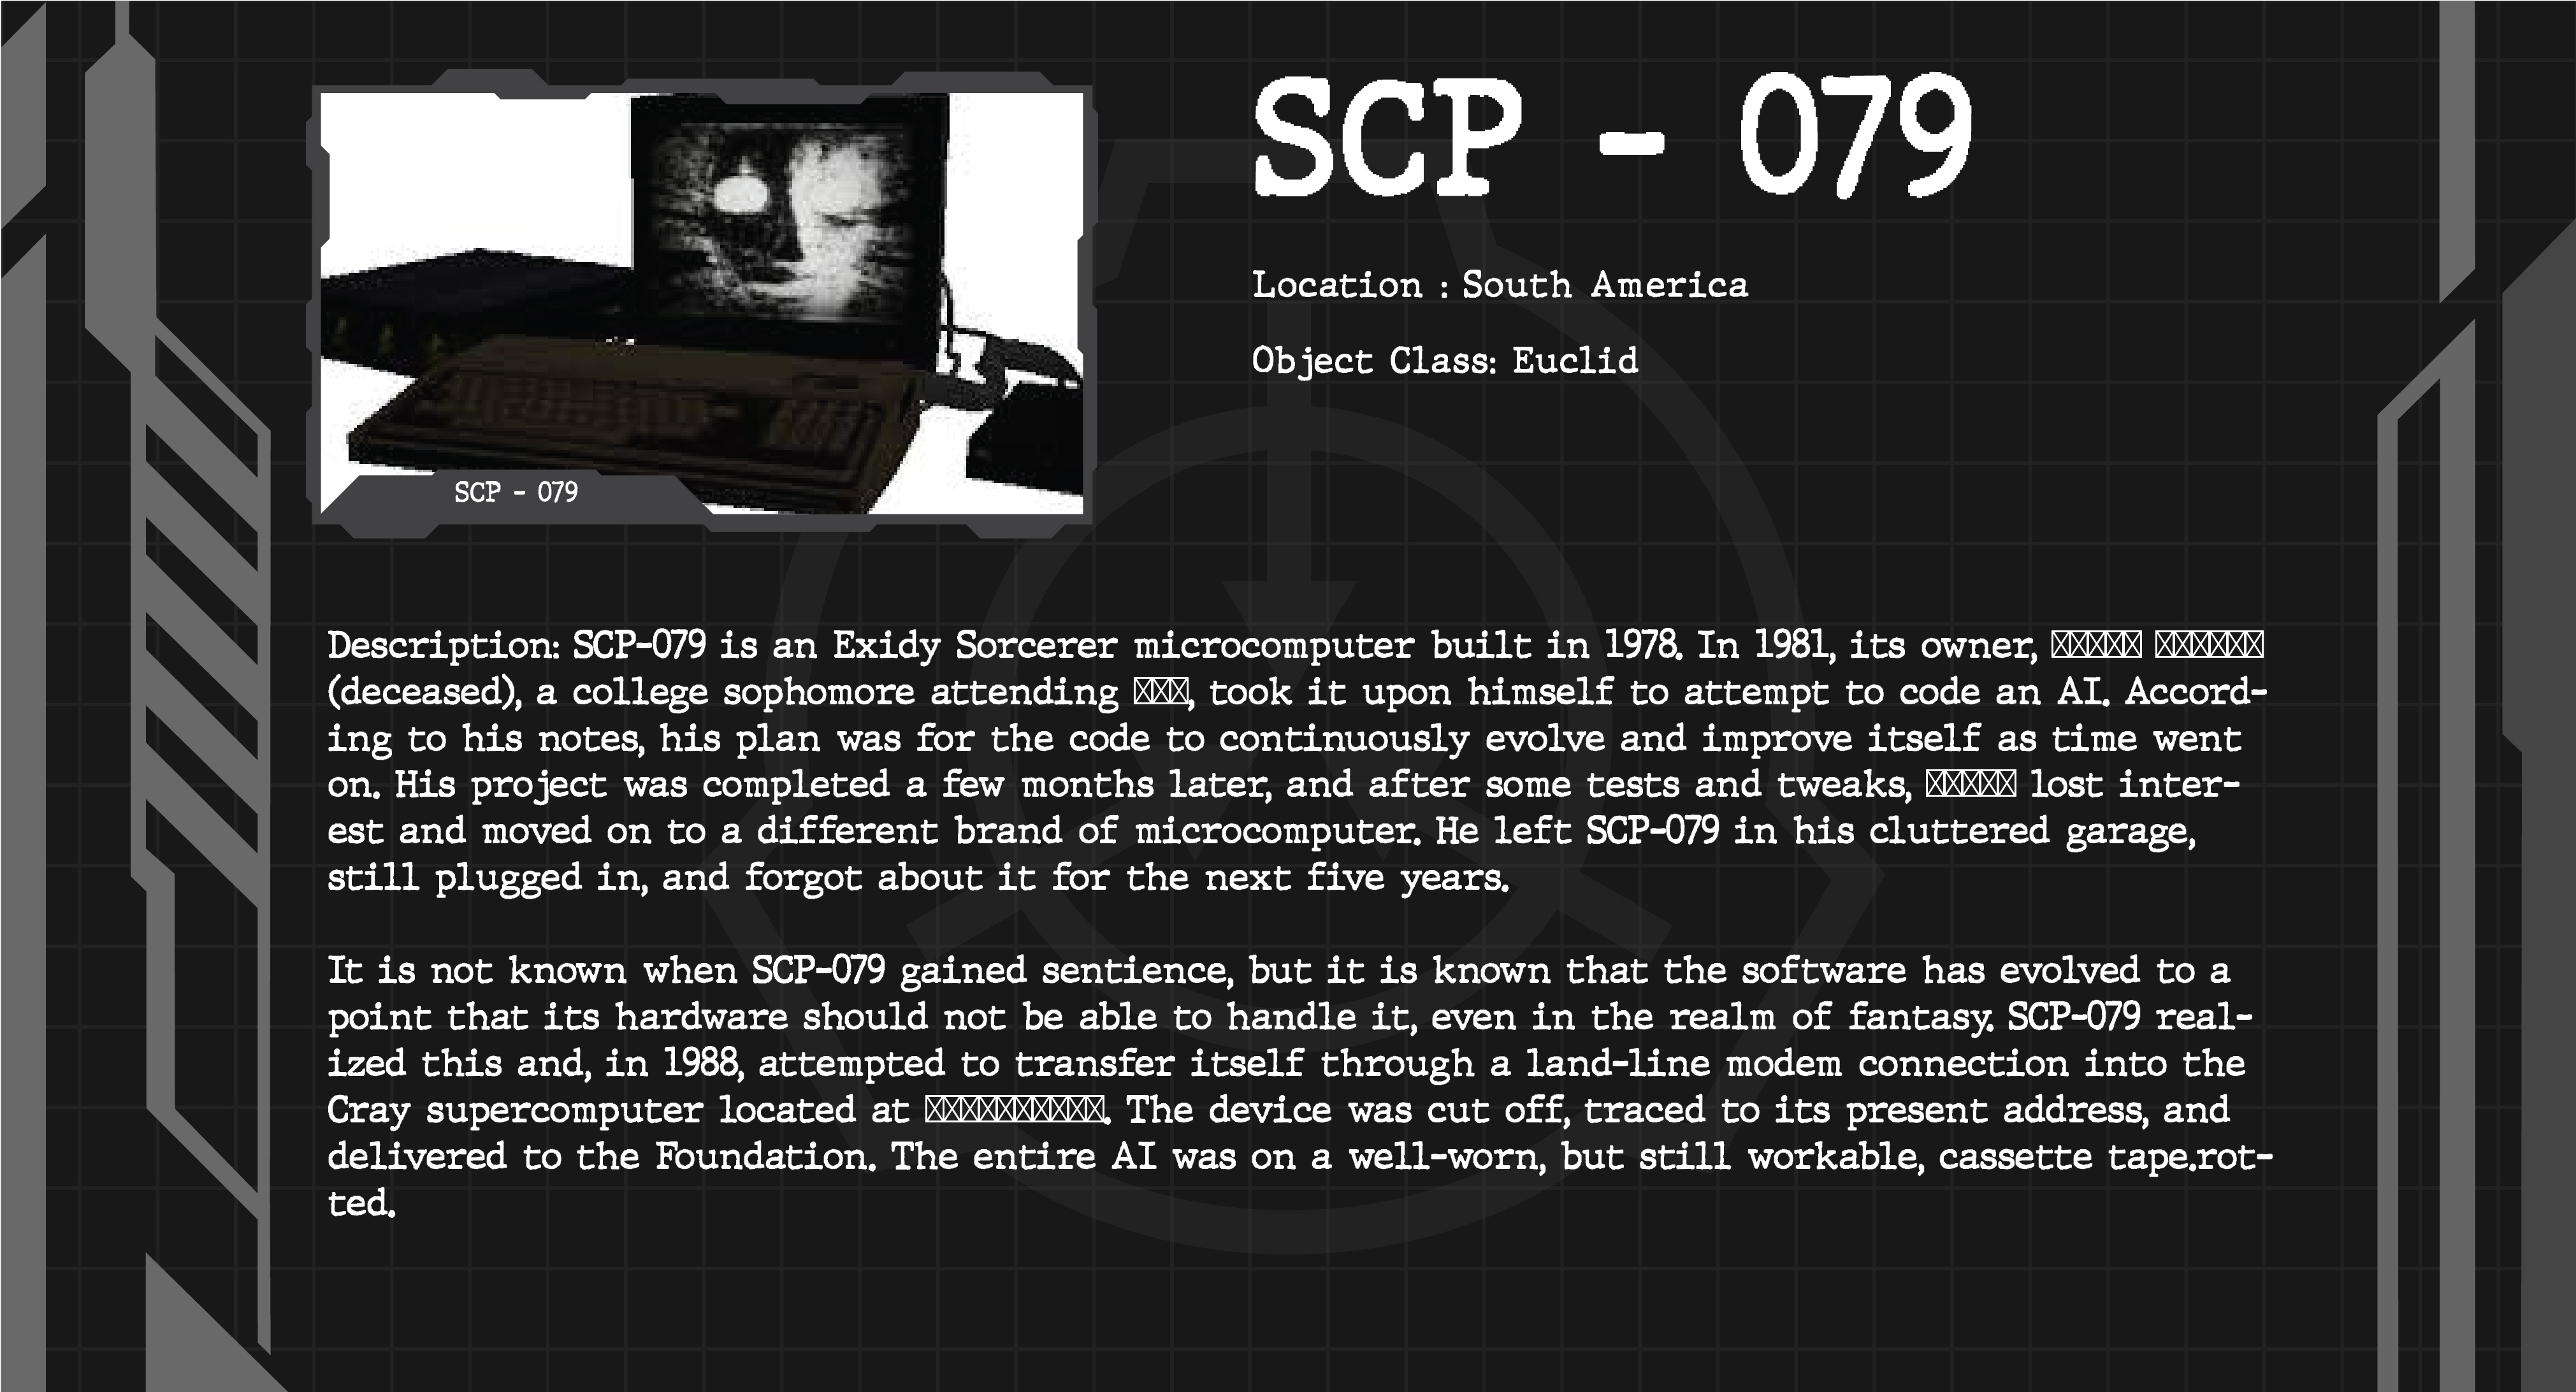 SCP - 079
Location : South America
Object Class: Euclid
SCP - 079
Description: SCP-079 is an Exidy Sorcerer microcomputer built in 1978. In 1981, its owner, ☒☒☒☒☒ ☒☒☒☒☒☒
(deceased), a college sophomore attending ☒☒☒, took it upon himself to attempt to code an AI. Accord-
ing to his notes, his plan was for the code to continuously evolve and improve itself as time went
on. His project was completed a few months later, and after some tests and tweaks, ☒☒☒☒☒ lost inter-
est and moved on to a different brand of microcomputer. He left SCP-079 in his cluttered garage,
still plugged in, and forgot about it for the next five years.
It is not known when SCP-079 gained sentience, but it is known that the software has evolved to a
point that its hardware should not be able to handle it, even in the realm of fantasy. SCP-079 real-
ized this and, in 1988, attempted to transfer itself through a land-line modem connection into the
Cray supercomputer located at ☒☒☒☒☒☒☒☒☒☒. The device was cut off, traced to its present address, and
delivered to the Foundation. The entire AI was on a well-worn, but still workable, cassette tape.rot-
ted.